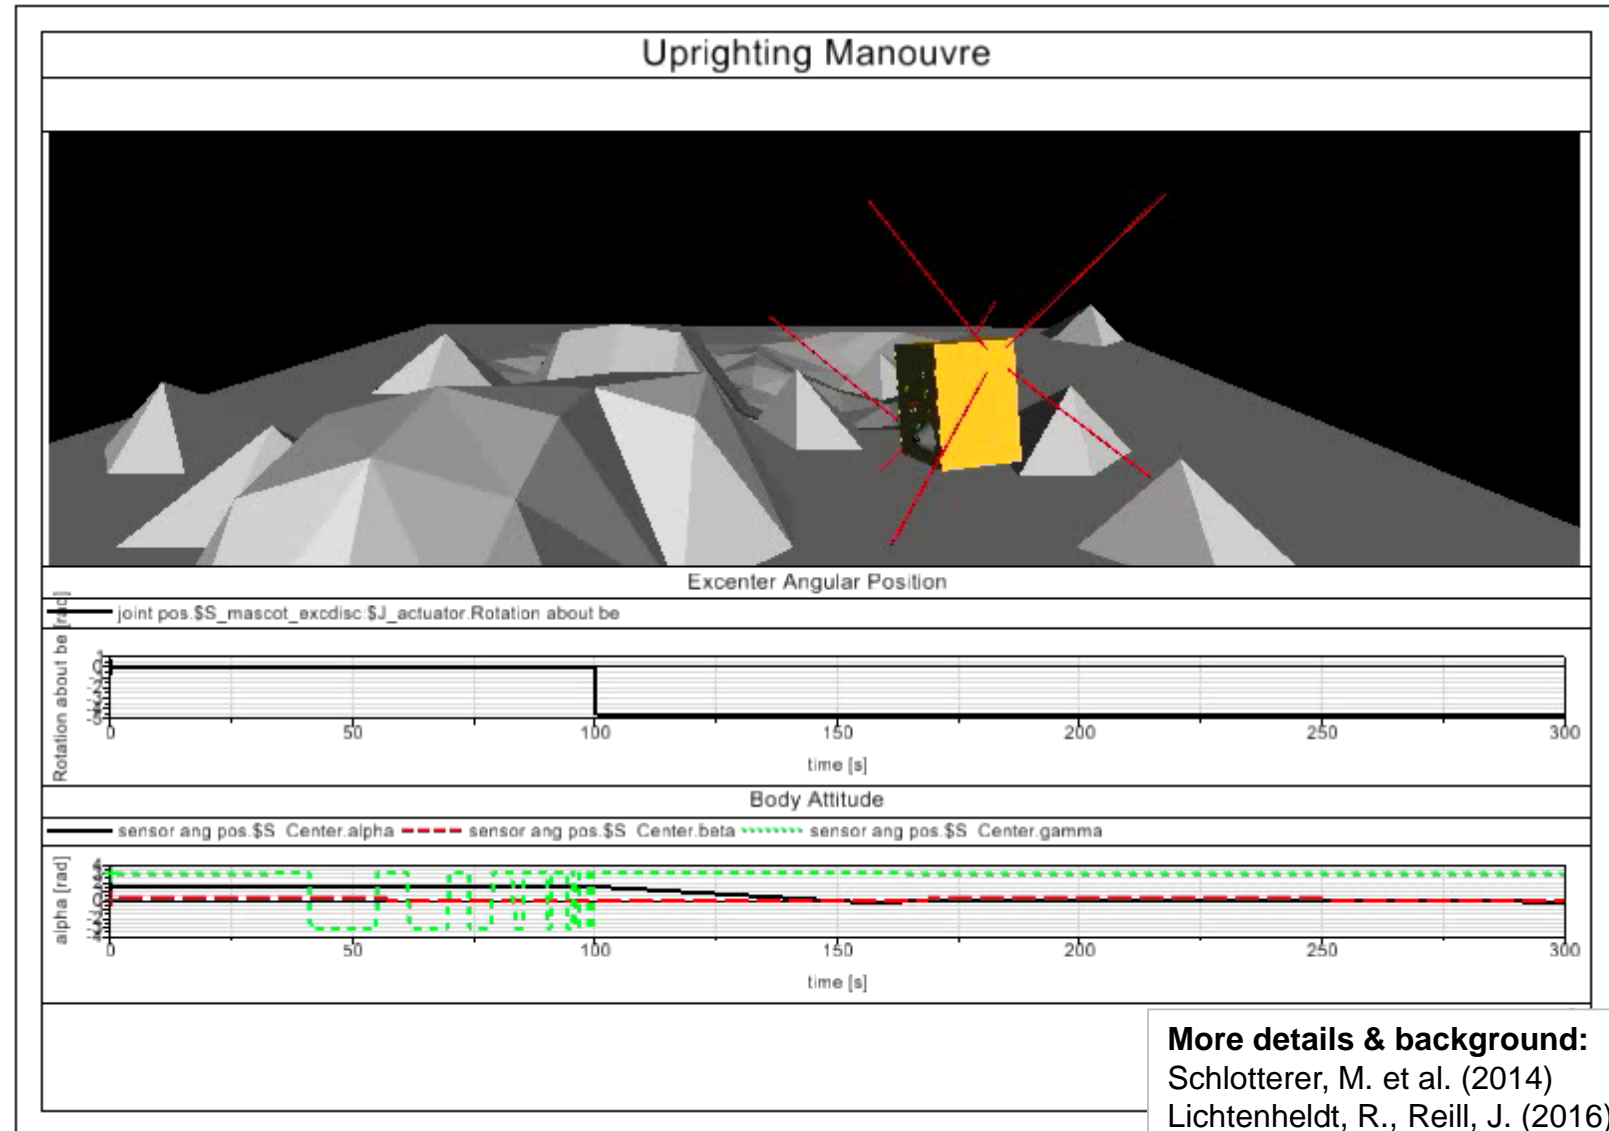 Uprighting Manouvre
Excenter Angular Position
joint pos.$S_mascot_excdisc:$J_actuator.Rotation about be
Rotation about be [rad]
1
0
-5
0 50 100 150 200 250 300
time [s]
Body Attitude
sensor ang pos.$S Center.alpha sensor ang pos.$S Center.beta sensor ang pos.$S Center.gamma
alpha [rad]
0 50 100 150 200 250 300
time [s]
More details & background:
Schlotterer, M. et al. (2014)
Lichtenheldt, R., Reill, J. (2016)